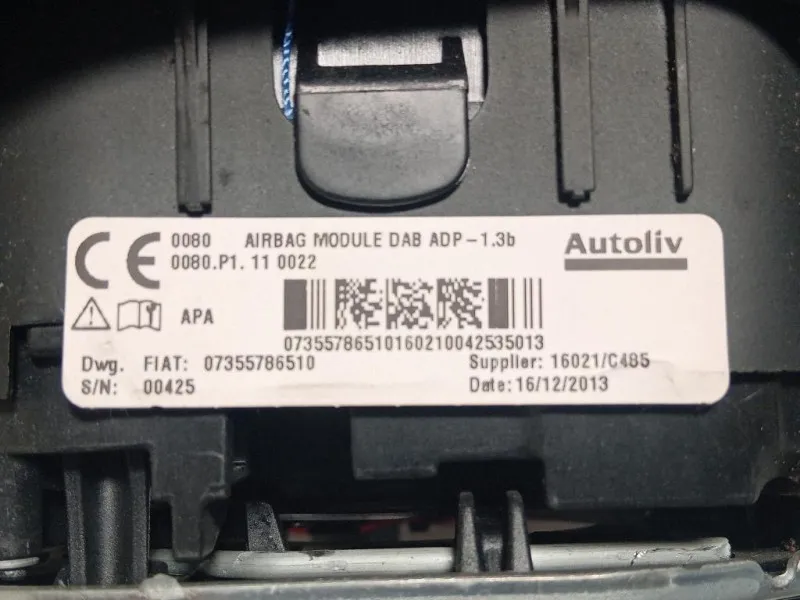 CE 0080 AIRBAG MODULE DAB ADP-1.3b
0080.P1. 11 0022
Autoliv
APA
07355786510160210042535013
Dwg. FIAT: 07355786510
Supplier: 16021/C485
S/N: 00425
Date: 16/12/2013